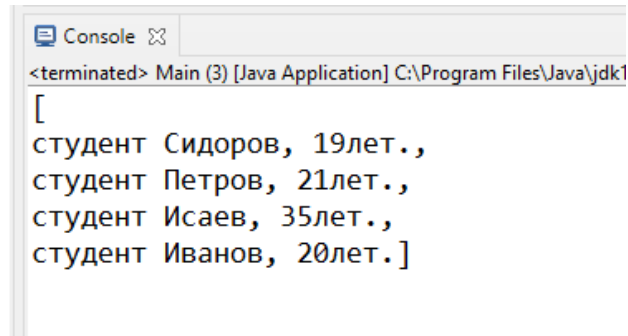 Console
<terminated> Main (3) [Java Application] C:\Program Files\Java\jdk1
[
студент Сидоров, 19лет.,
студент Петров, 21лет.,
студент Исаев, 35лет.,
студент Иванов, 20лет.]